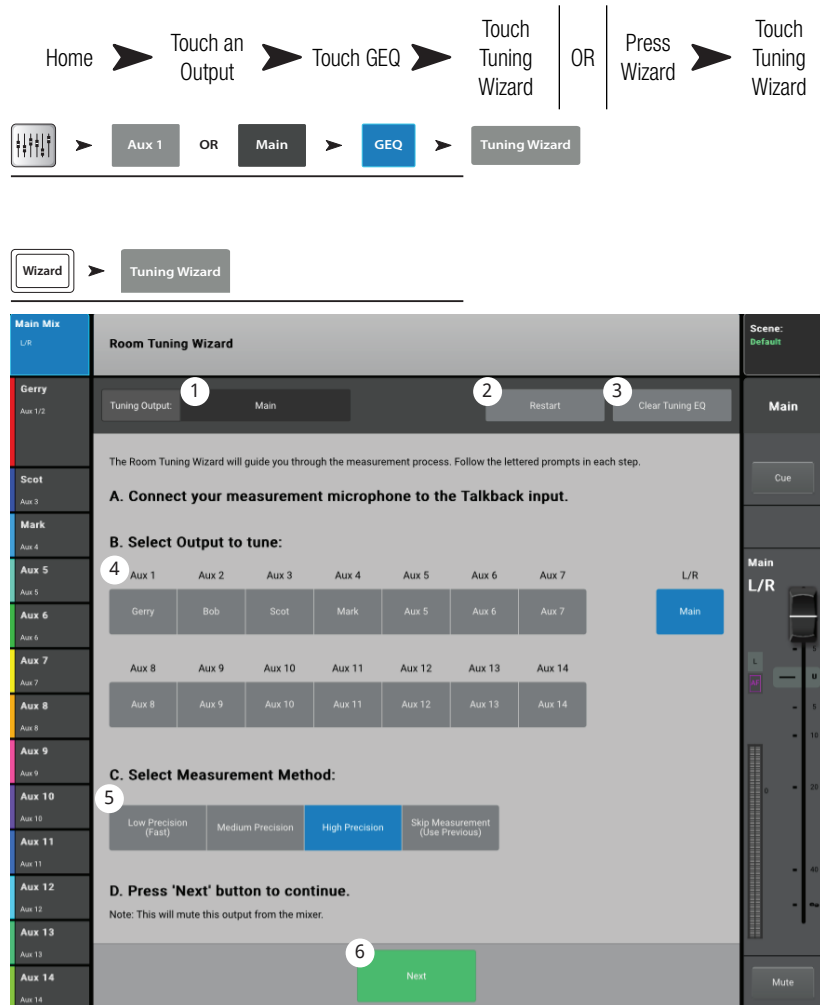 Home
Touch an
Output
Touch GEQ
Touch
Tuning
Wizard
OR
Press
Wizard
Touch
Tuning
Wizard
Aux 1
OR
Main
GEQ
Tuning Wizard
Wizard
Tuning Wizard
Main Mix
L/R
Room Tuning Wizard
Scene:
Default
Gerry
Aux 1/2
Scot
Aux 3
Mark
Aux 4
Aux 5
Aux 5
Aux 6
Aux 6
Aux 7
Aux 7
Aux 8
Aux 8
Aux 9
Aux 9
Aux 10
Aux 10
Aux 11
Aux 11
Aux 12
Aux 12
Aux 13
Aux 13
Aux 14
Aux 14
Tuning Output:
1
Main
2
Restart
3
Clear Tuning EQ
The Room Tuning Wizard will guide you through the measurement process. Follow the lettered prompts in each step.
A. Connect your measurement microphone to the Talkback input.
B. Select Output to tune:
4
Aux 1 Aux 2 Aux 3 Aux 4 Aux 5 Aux 6 Aux 7 L/R
Gerry Bob Scot Mark Aux 5 Aux 6 Aux 7 Main
Aux 8 Aux 9 Aux 10 Aux 11 Aux 12 Aux 13 Aux 14
Aux 8 Aux 9 Aux 10 Aux 11 Aux 12 Aux 13 Aux 14
C. Select Measurement Method:
5
Low Precision
(Fast)
Medium Precision
High Precision
Skip Measurement
(Use Previous)
D. Press 'Next' button to continue.
Note: This will mute this output from the mixer.
6
Next
Main
Cue
Main
L/R
5
L
U
5
10
0
20
40
∞
Mute